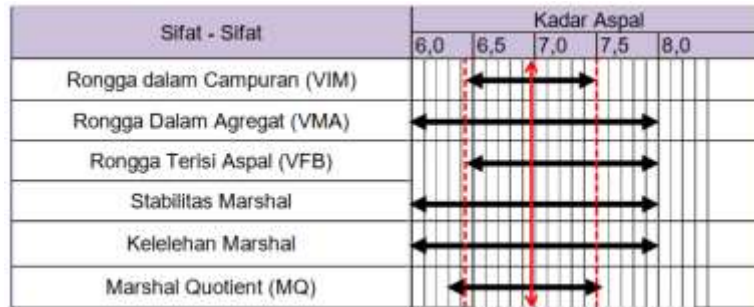 Sifat - Sifat
Kadar Aspal
6,0 6,5 7,0 7,5 8,0
Rongga dalam Campuran (VIM)
Rongga Dalam Agregat (VMA)
Rongga Terisi Aspal (VFB)
Stabilitas Marshal
Kelelehan Marshal
Marshal Quotient (MQ)